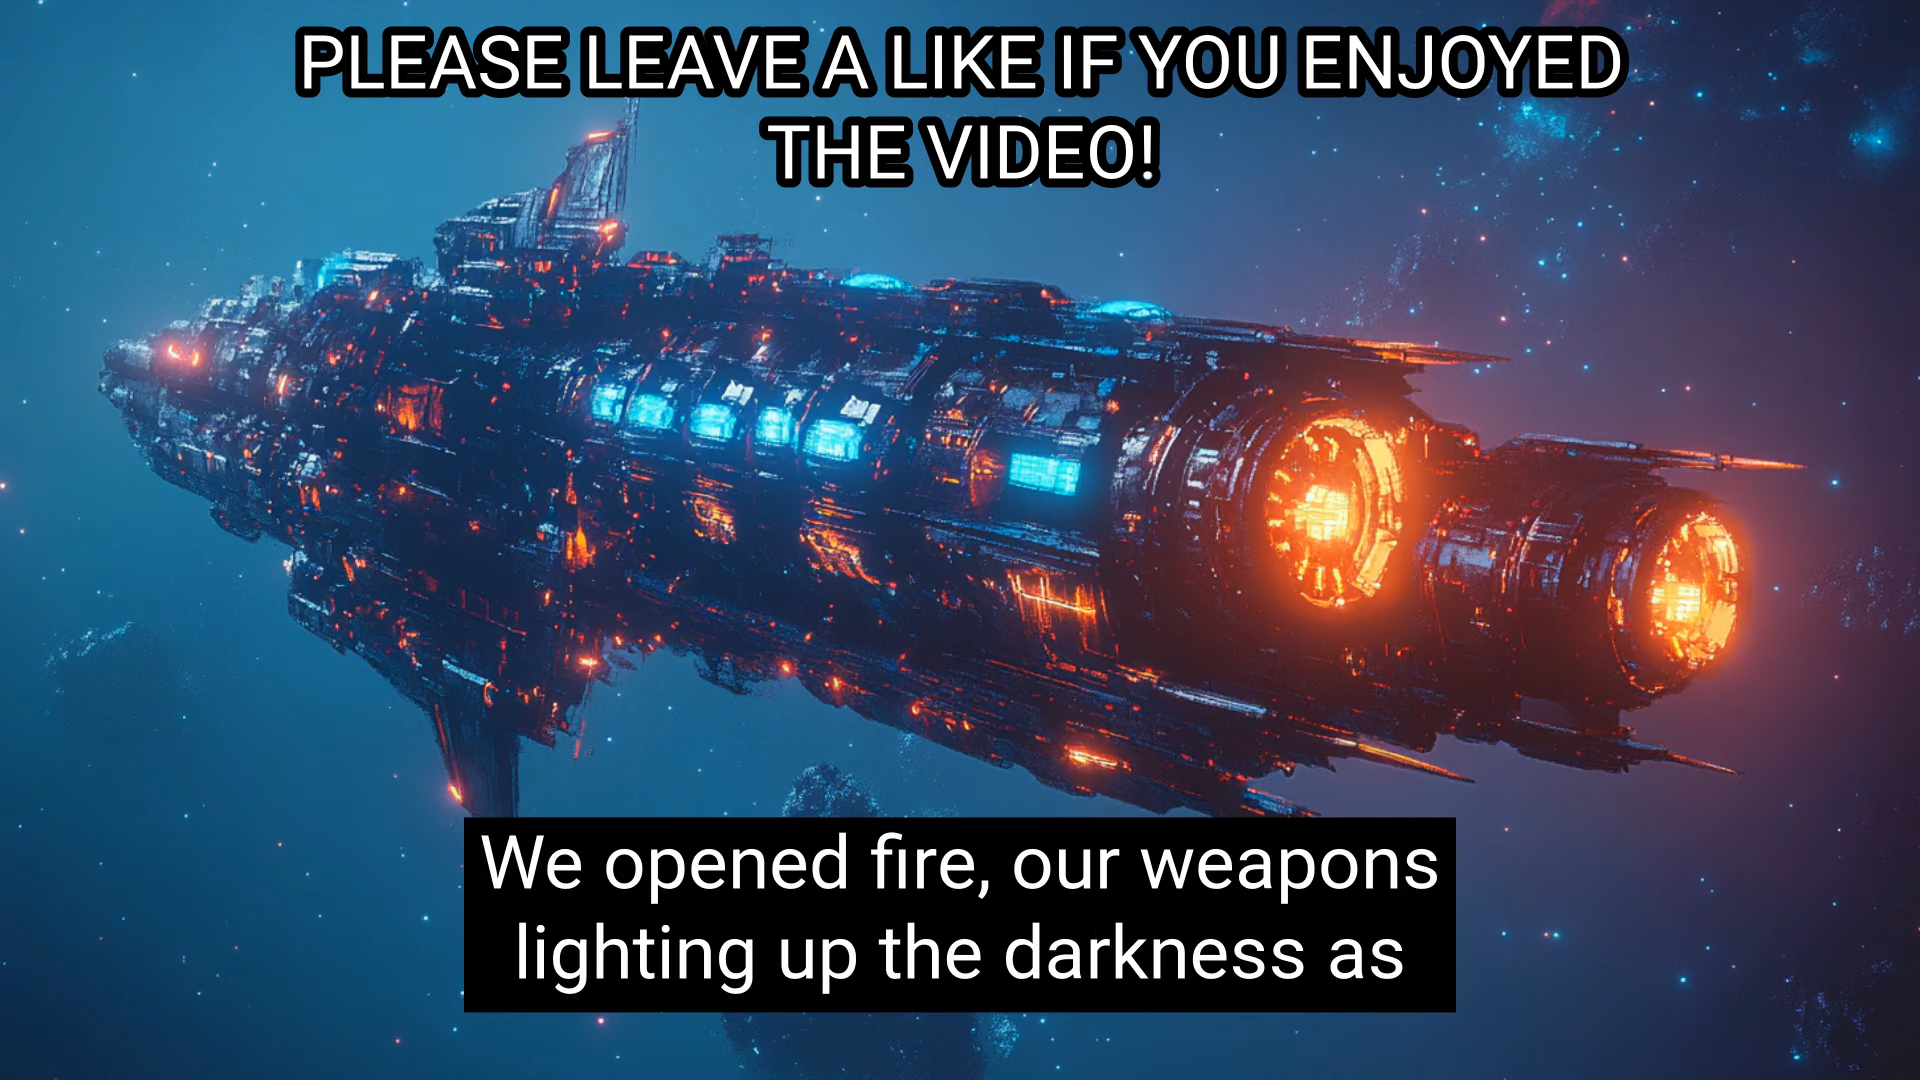 PLEASE LEAVE A LIKE IF YOU ENJOYED
THE VIDEO!
We opened fire, our weapons
lighting up the darkness as